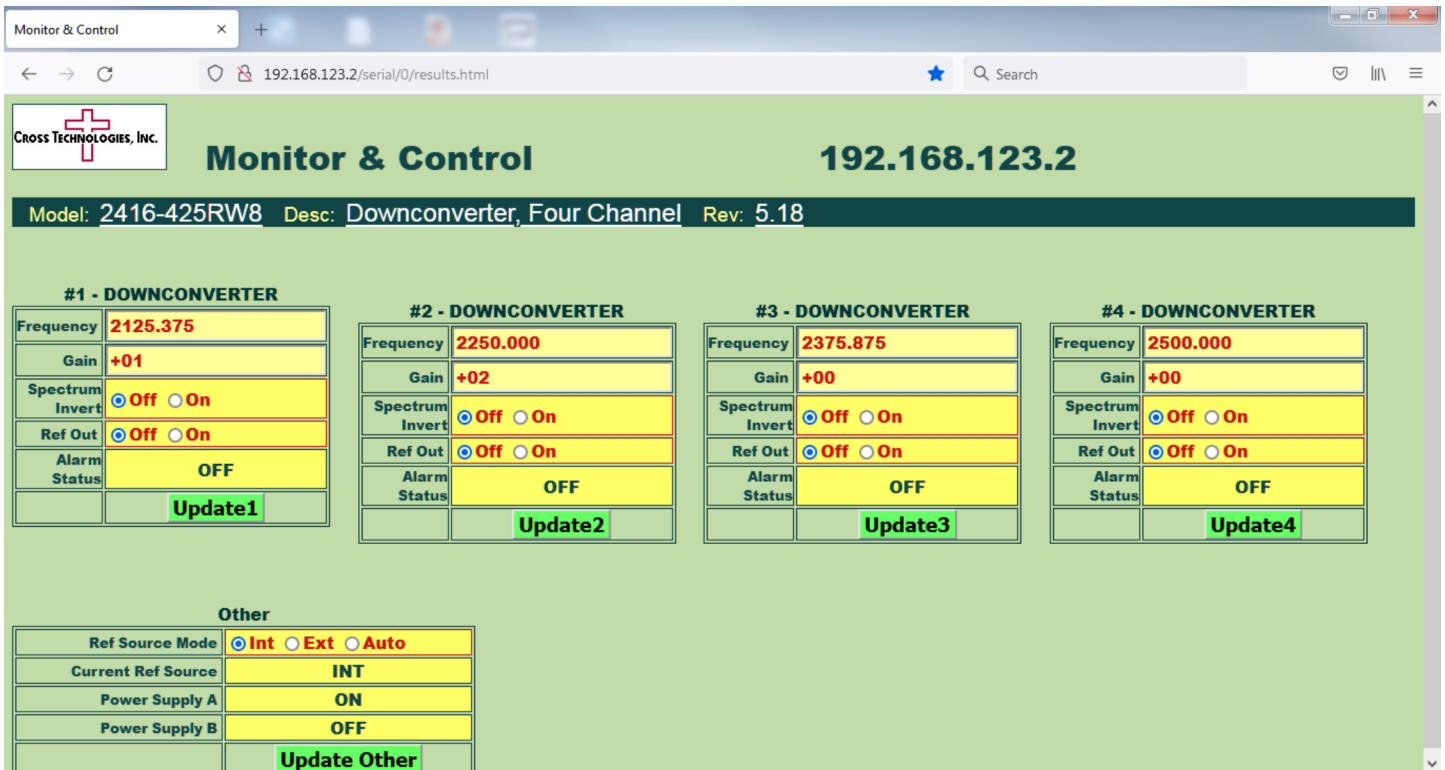 Monitor & Control
192.168.123.2/serial/0/results.html
Search
CROSS TECHNOLOGIES, INC.
Monitor & Control 192.168.123.2
Model: 2416-425RW8 Desc: Downconverter, Four Channel Rev: 5.18
#1 - DOWNCONVERTER
Frequency 2125.375
Gain +01
Spectrum
Invert Off On
Ref Out Off On
Alarm
Status OFF
Update1
#2 - DOWNCONVERTER
Frequency 2250.000
Gain +02
Spectrum
Invert Off On
Ref Out Off On
Alarm
Status OFF
Update2
#3 - DOWNCONVERTER
Frequency 2375.875
Gain +00
Spectrum
Invert Off On
Ref Out Off On
Alarm
Status OFF
Update3
#4 - DOWNCONVERTER
Frequency 2500.000
Gain +00
Spectrum
Invert Off On
Ref Out Off On
Alarm
Status OFF
Update4
Other
Ref Source Mode Int Ext Auto
Current Ref Source INT
Power Supply A ON
Power Supply B OFF
Update Other